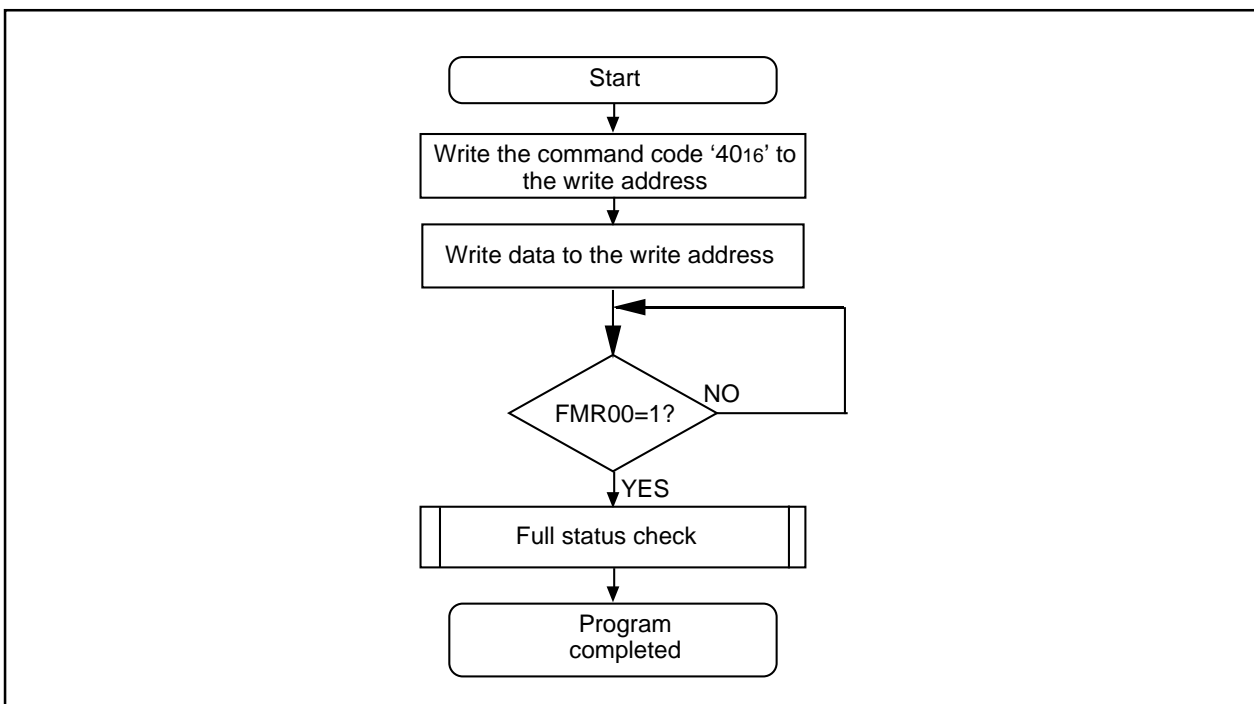 Start
Write the command code ‘4016’ to
the write address
Write data to the write address
NO
FMR00=1?
YES
Full status check
Program
completed